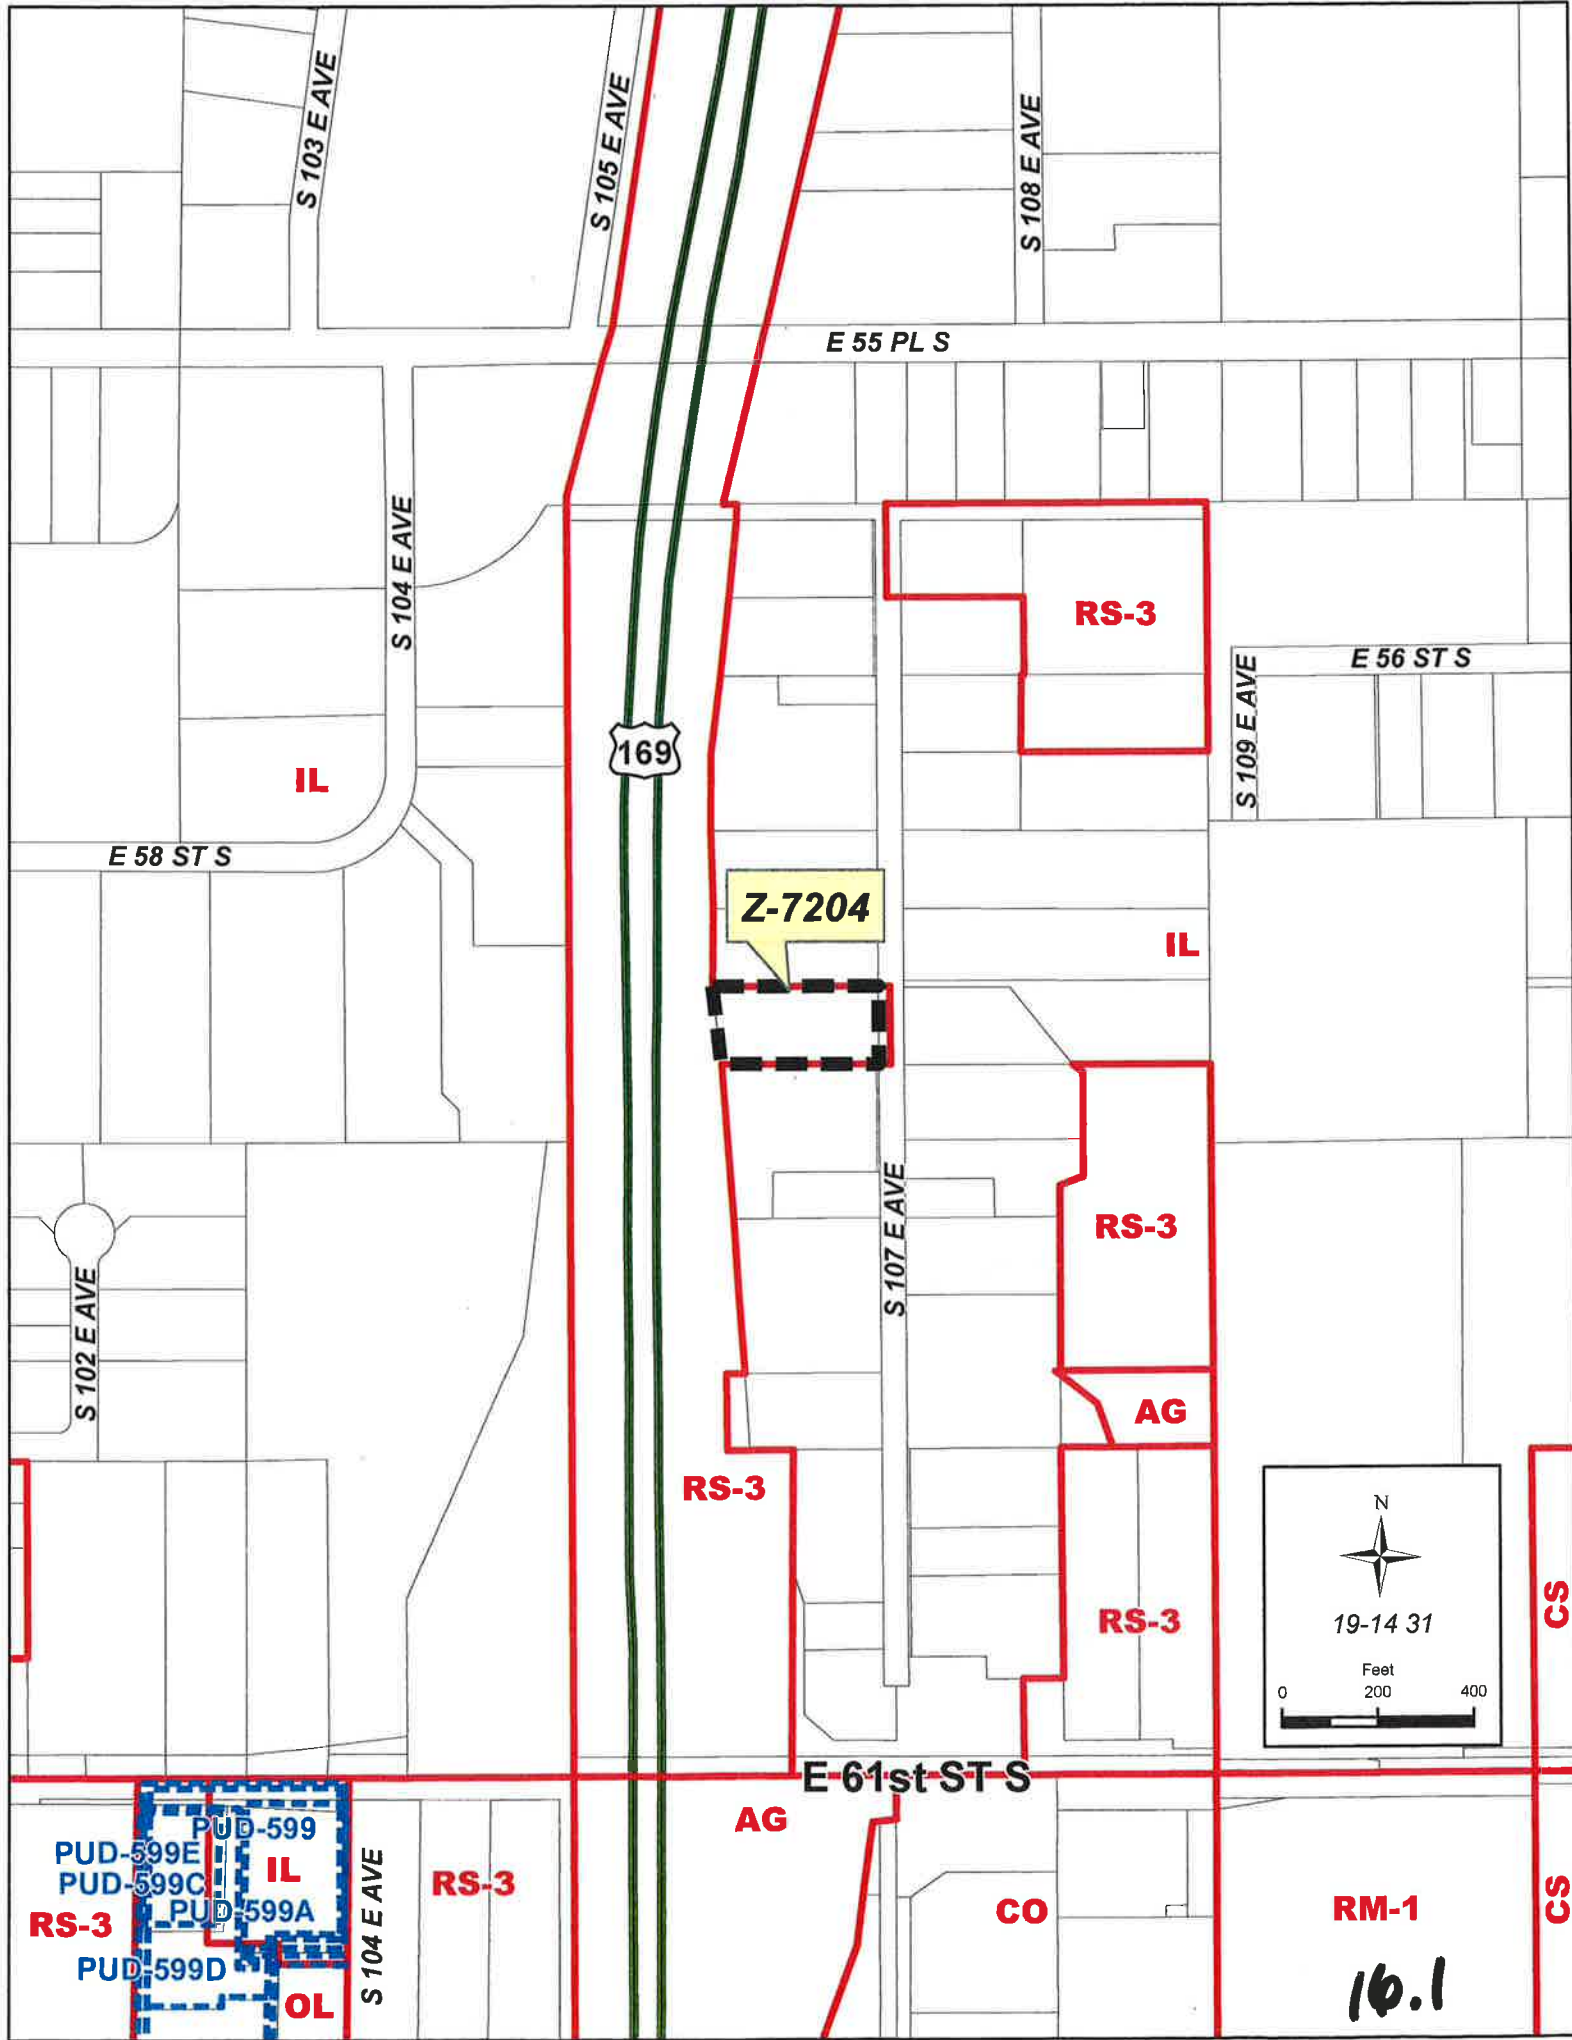 S 103 E AVE
S 105 E AVE
S 108 E AVE
E 55 PL S
S 104 E AVE
RS-3
E 56 ST S
S 109 E AVE
169
IL
E 58 ST S
Z-7204
IL
RS-3
S 107 E AVE
S 102 E AVE
AG
RS-3
N
19-14 31
Feet
0 200 400
RS-3
CS
E 61st ST S
AG
PUD-599
PUD-599E
IL
PUD-599C
PUD-599A
RS-3
PUD-599D
OL
S 104 E AVE
RS-3
CO
RM-1
CS
16.1